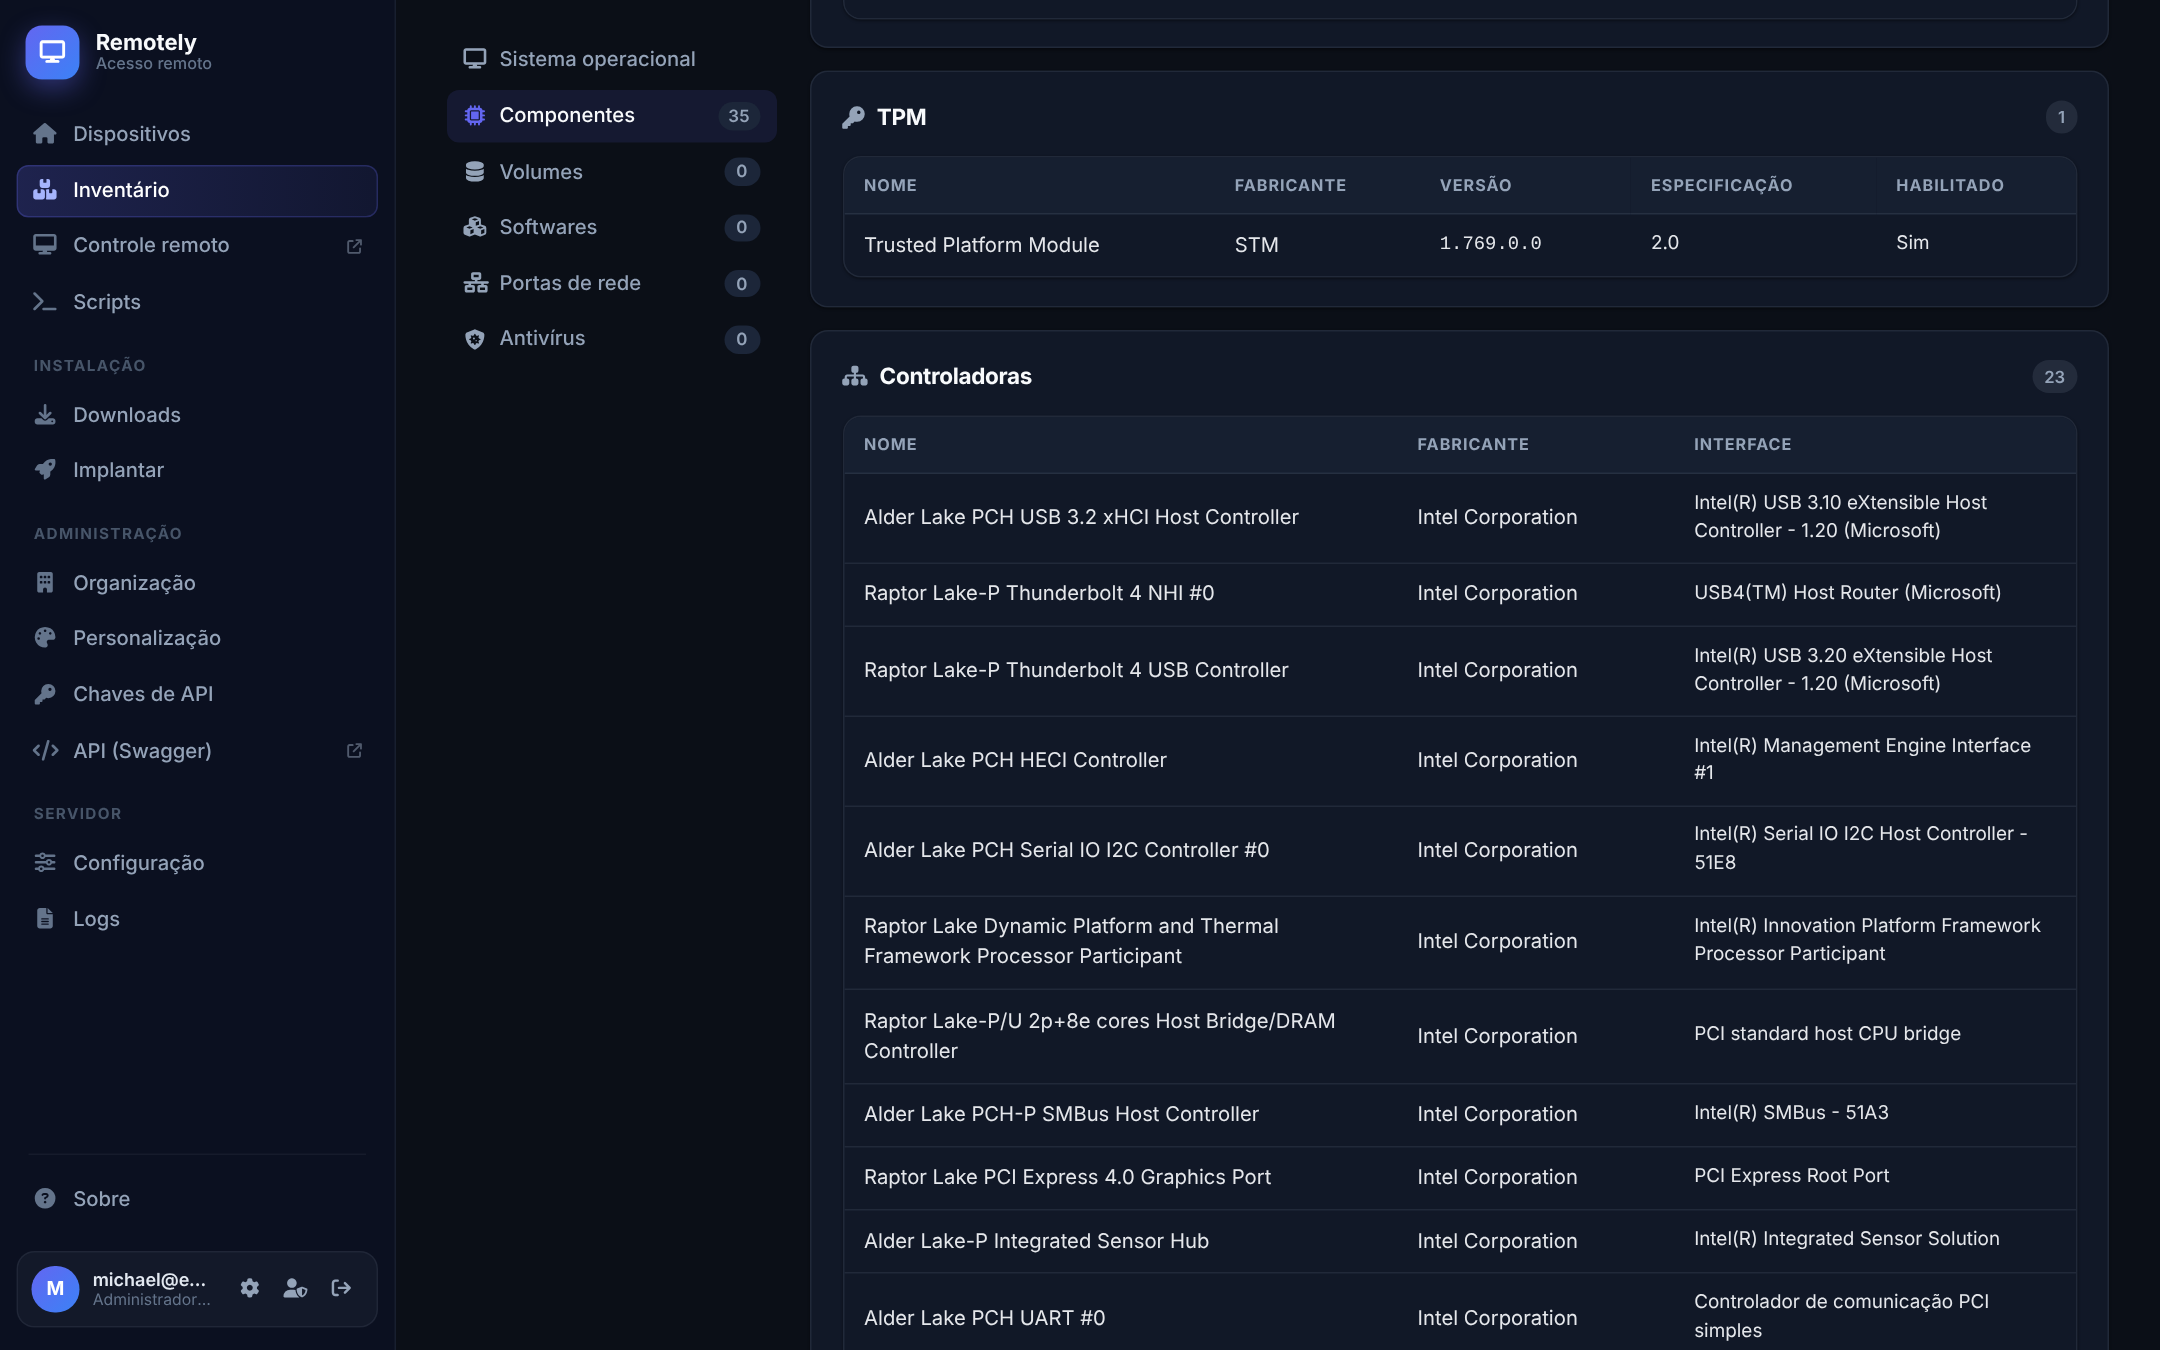 Remotely
Acesso remoto
Dispositivos
Inventário
Controle remoto
Scripts
INSTALAÇÃO
Downloads
Implantar
ADMINISTRAÇÃO
Organização
Personalização
Chaves de API
API (Swagger)
SERVIDOR
Configuração
Logs
Sobre
M
michael@e...
Administrador...
Sistema operacional
Componentes 35
Volumes 0
Softwares 0
Portas de rede 0
Antivírus 0
TPM 1
NOME FABRICANTE VERSÃO ESPECIFICAÇÃO HABILITADO
Trusted Platform Module STM 1.769.0.0 2.0 Sim
Controladoras 23
NOME FABRICANTE INTERFACE
Alder Lake PCH USB 3.2 xHCI Host Controller Intel Corporation Intel(R) USB 3.10 eXtensible Host
Controller - 1.20 (Microsoft)
Raptor Lake-P Thunderbolt 4 NHI #0 Intel Corporation USB4(TM) Host Router (Microsoft)
Raptor Lake-P Thunderbolt 4 USB Controller Intel Corporation Intel(R) USB 3.20 eXtensible Host
Controller - 1.20 (Microsoft)
Alder Lake PCH HECI Controller Intel Corporation Intel(R) Management Engine Interface
#1
Alder Lake PCH Serial IO I2C Controller #0 Intel Corporation Intel(R) Serial IO I2C Host Controller -
51E8
Raptor Lake Dynamic Platform and Thermal
Framework Processor Participant Intel Corporation Intel(R) Innovation Platform Framework
Processor Participant
Raptor Lake-P/U 2p+8e cores Host Bridge/DRAM
Controller Intel Corporation PCI standard host CPU bridge
Alder Lake PCH-P SMBus Host Controller Intel Corporation Intel(R) SMBus - 51A3
Raptor Lake PCI Express 4.0 Graphics Port Intel Corporation PCI Express Root Port
Alder Lake-P Integrated Sensor Hub Intel Corporation Intel(R) Integrated Sensor Solution
Alder Lake PCH UART #0 Intel Corporation Controlador de comunicação PCI
simples